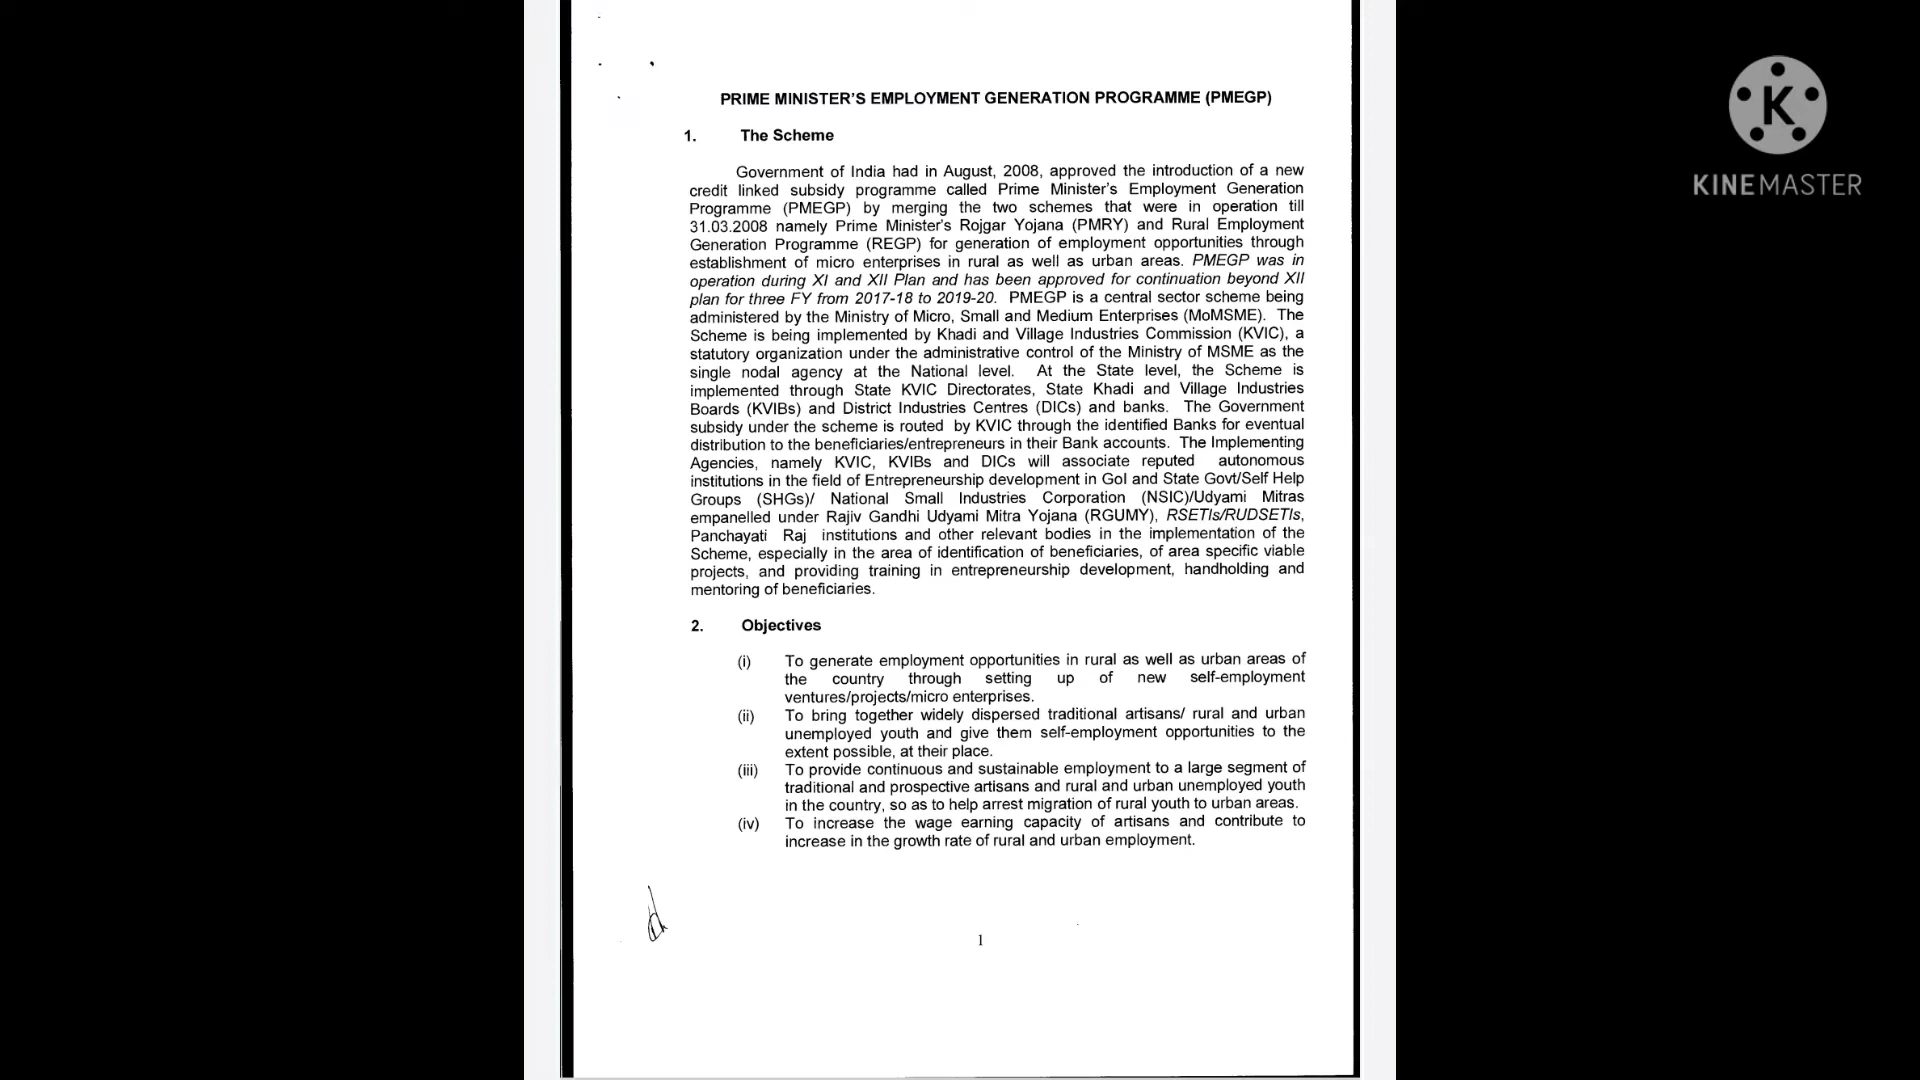 PRIME MINISTER'S EMPLOYMENT GENERATION PROGRAMME (PMEGP)
1. The Scheme
Government of India had in August, 2008, approved the introduction of a new
credit linked subsidy programme called Prime Minister's Employment Generation
Programme (PMEGP) by merging the two schemes that were in operation till
31.03.2008 namely Prime Minister's Rojgar Yojana (PMRY) and Rural Employment
Generation Programme (REGP) for generation of employment opportunities through
establishment of micro enterprises in rural as well as urban areas. PMEGP was in
operation during XI and XII Plan and has been approved for continuation beyond XII
plan for three FY from 2017-18 to 2019-20. PMEGP is a central sector scheme being
administered by the Ministry of Micro, Small and Medium Enterprises (MoMSME). The
Scheme is being implemented by Khadi and Village Industries Commission (KVIC), a
statutory organization under the administrative control of the Ministry of MSME as the
single nodal agency at the National level. At the State level, the Scheme is
implemented through State KVIC Directorates, State Khadi and Village Industries
Boards (KVIBs) and District Industries Centres (DICs) and banks. The Government
subsidy under the scheme is routed by KVIC through the identified Banks for eventual
distribution to the beneficiaries/entrepreneurs in their Bank accounts. The Implementing
Agencies, namely KVIC, KVIBs and DICs will associate reputed autonomous
institutions in the field of Entrepreneurship development in GoI and State Govt/Self Help
Groups (SHGs)/ National Small Industries Corporation (NSIC)/Udyami Mitras
empanelled under Rajiv Gandhi Udyami Mitra Yojana (RGUMY), RSETIs/RUDSETIs,
Panchayati Raj institutions and other relevant bodies in the implementation of the
Scheme, especially in the area of identification of beneficiaries, of area specific viable
projects, and providing training in entrepreneurship development, handholding and
mentoring of beneficiaries.
2. Objectives
(i) To generate employment opportunities in rural as well as urban areas of
the country through setting up of new self-employment
ventures/projects/micro enterprises.
(ii) To bring together widely dispersed traditional artisans/ rural and urban
unemployed youth and give them self-employment opportunities to the
extent possible, at their place.
(iii) To provide continuous and sustainable employment to a large segment of
traditional and prospective artisans and rural and urban unemployed youth
in the country, so as to help arrest migration of rural youth to urban areas.
(iv) To increase the wage earning capacity of artisans and contribute to
increase in the growth rate of rural and urban employment.
1
K
KINEMASTER